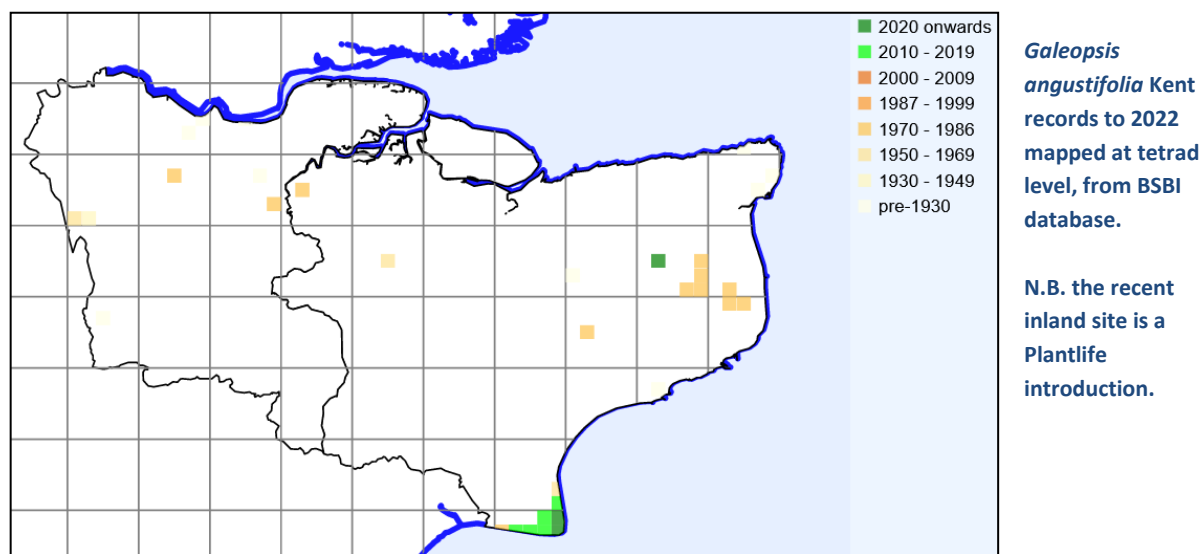 2020 onwards
2010 - 2019
2000 - 2009
1987 - 1999
1970 - 1986
1950 - 1969
1930 - 1949
pre-1930
Galeopsis
angustifolia Kent
records to 2022
mapped at tetrad
level, from BSBI
database.
N.B. the recent
inland site is a
Plantlife
introduction.